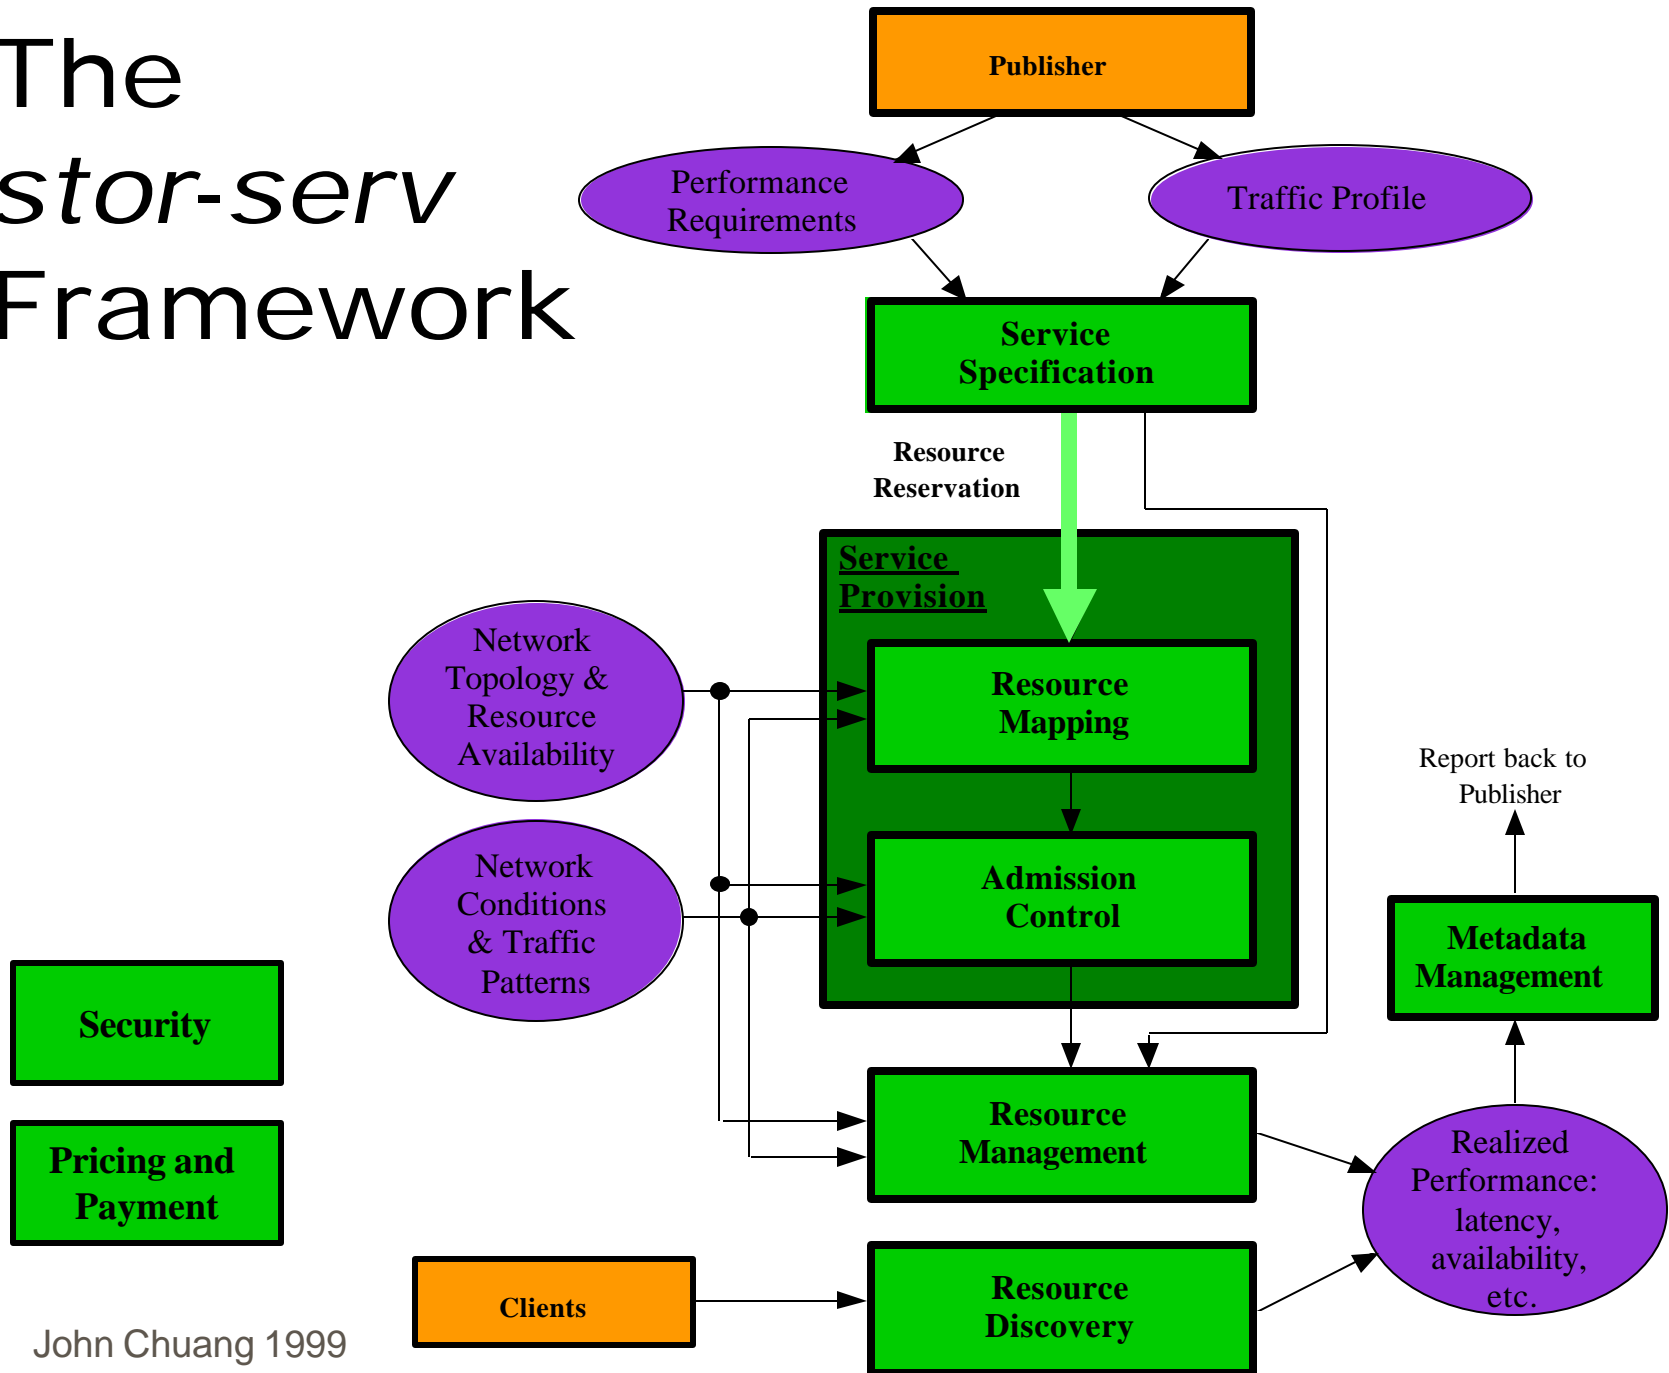 The
stor-serv
Framework
Publisher
Performance
Requirements
Traffic Profile
Service
Specification
Resource
Reservation
Service
Provision
Network
Topology &
Resource
Availability
Resource
Mapping
Report back to
Publisher
Network
Conditions
& Traffic
Patterns
Admission
Control
Metadata
Management
Security
Pricing and
Payment
Resource
Management
Realized
Performance:
latency,
availability,
etc.
Clients
Resource
Discovery
John Chuang 1999